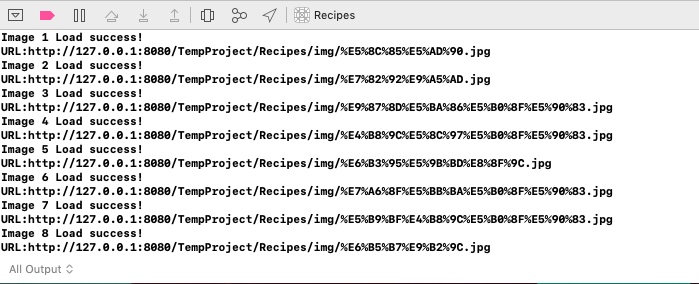 Recipes
Image 1 Load success!
URL:http://127.0.0.1:8080/TempProject/Recipes/img/%E5%8C%85%E5%AD%90.jpg
Image 2 Load success!
URL:http://127.0.0.1:8080/TempProject/Recipes/img/%E7%82%92%E9%A5%AD.jpg
Image 3 Load success!
URL:http://127.0.0.1:8080/TempProject/Recipes/img/%E9%87%8D%E5%BA%86%E5%B0%8F%E5%90%83.jpg
Image 4 Load success!
URL:http://127.0.0.1:8080/TempProject/Recipes/img/%E4%B8%9C%E5%8C%97%E5%B0%8F%E5%90%83.jpg
Image 5 Load success!
URL:http://127.0.0.1:8080/TempProject/Recipes/img/%E6%B3%95%E5%9B%BD%E8%8F%9C.jpg
Image 6 Load success!
URL:http://127.0.0.1:8080/TempProject/Recipes/img/%E7%A6%8F%E5%BB%BA%E5%B0%8F%E5%90%83.jpg
Image 7 Load success!
URL:http://127.0.0.1:8080/TempProject/Recipes/img/%E5%B9%BF%E4%B8%9C%E5%B0%8F%E5%90%83.jpg
Image 8 Load success!
URL:http://127.0.0.1:8080/TempProject/Recipes/img/%E6%B5%B7%E9%B2%9C.jpg
All Output